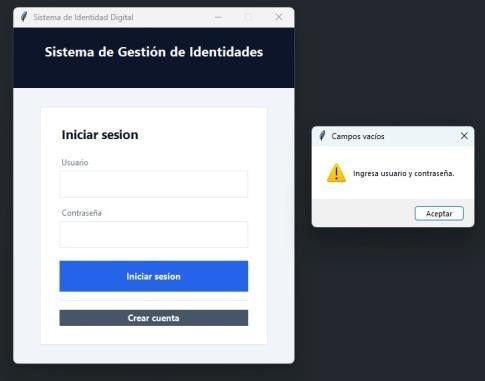 Sistema de Identidad Digital
Sistema de Gestión de Identidades
Iniciar sesion
Usuario
Contraseña
Iniciar sesion
Crear cuenta
Campos vacíos
Ingresa usuario y contraseña.
Aceptar